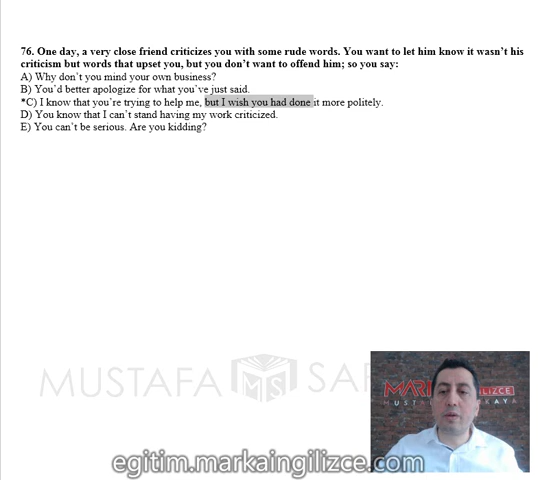 76. One day, a very close friend criticizes you with some rude words. You want to let him know it wasn't his
criticism but words that upset you, but you don't want to offend him; so you say:
A) Why don't you mind your own business?
B) You'd better apologize for what you've just said.
*C) I know that you're trying to help me, but I wish you had done it more politely.
D) You know that I can't stand having my work criticized.
E) You can't be serious. Are you kidding?
MUSTAFA MS SA
egitim.markaingilizce.com